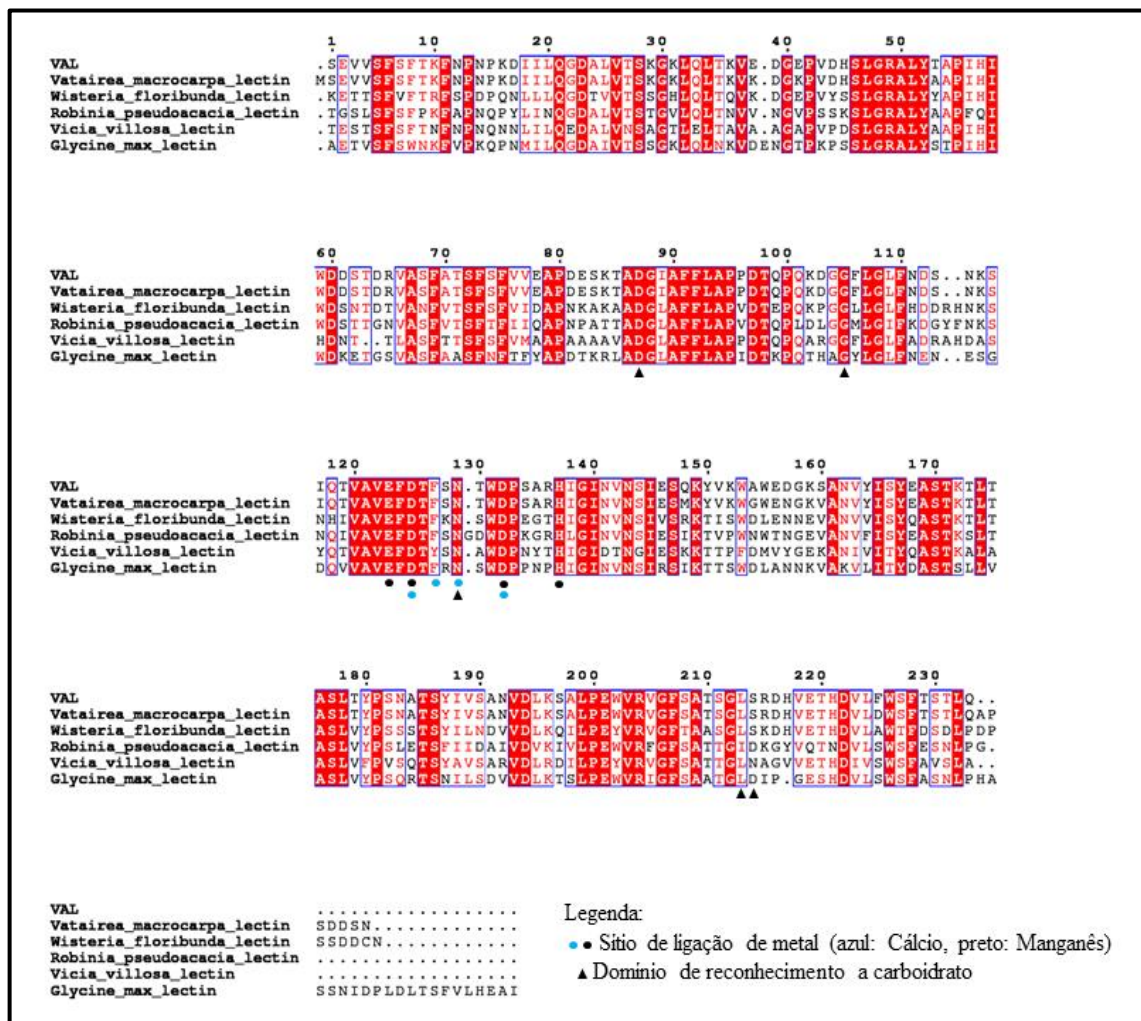 1 10 20 30 40 50
VAL .SEVVSFSFTKFNPNPKDIILQGDALVTSKGKLQLTKVE.DGEPVDHSLGRALYTAPIHI
Vatairea_macrocarpa_lectin MSEVVSFSFTKFNPNPKDIILQGDALVTSKGKLQLTKVE.DGEPVDHSLGRALYTAPIHI
Wisteria_floribunda_lectin .KETTSFVFTRFSPDPQNLLLQGDTVVTSSGHLQLTQVK.DGEPVYSSLGRALYYAPIHI
Robinia_pseudoacacia_lectin .TGSLSFSFPKFAPNQPYLINQGDALVTSTGVLQLTNVV.NGVPSSKSLGRALYAAPFQI
Vicia_villosa_lectin .TESTSFSFTNFNPNQNNLILQEDALVNSAGTLELTAVA.AGAPVPDSLGRALYAAPIHI
Glycine_max_lectin .AETVSFSWNKFVPKQPNMILQGDAIVTSSGKLQLNKVDENGTPKPSSLGRALYSTPIHI
60 70 80 90 100 110
VAL WDDSTDRVASFATSFSFVVEAPDESKTADGIAFFLAPPDTQPQKDGGFLGLFNDS..NKS
Vatairea_macrocarpa_lectin WDDSTDRVASFATSFSFVVEAPDESKTADGIAFFLAPPDTQPQKDGGFLGLFNDS..NKS
Wisteria_floribunda_lectin WDSNTDTVANFVTSFSFVIDAPNKAKAADGLAFFLAPVDTEPQKPGGLLGLFHDDRHNKS
Robinia_pseudoacacia_lectin WDSTTGNVASFVTSFTFIIQAPNPATTADGLAFFLAPVDTQPLDLGGMLGIFKDGYFNKS
Vicia_villosa_lectin HDNT..TLASFTTSFSFVMAAPAAAAVADGLAFFLAPPDTQPQARGGFLGLFADRAHDAS
Glycine_max_lectin WDKETGSVASFAASFNFTFYAPDTKRLADGLAFFLAPIDTKPQTHAGYLGLFNEN..ESG
120 130 140 150 160 170
VAL IQTVAVEFDTFSN.TWDPSARHIGINVNSIESQKYVKWAWEDGKSANVYISYEASTKTLT
Vatairea_macrocarpa_lectin IQTVAVEFDTFSN.TWDPSARHIGINVNSIESMKYVKWGWENGKSANVYISYEASTKTLT
Wisteria_floribunda_lectin NHIVAVEFDTFKN.SWDPEGTHIGINVNSIVSRKTISWDLENNEVANVVISYQASTKTLT
Robinia_pseudoacacia_lectin NQIVAVEFDTFSNGDWDPKGRHLGINVNSIESIKTVPWNWTNGEVANVFISYEASTKSLT
Vicia_villosa_lectin YQTVAVEFDTYSN.AWDPNYTHIGIDTNGIESKKTTPFDMVYGEKANIVITYQASTKALA
Glycine_max_lectin DQVVAVEFDTFRN.SWDPPNPHIGINVNSIRSIKTTSWDLANNKVAKVLITYDASTSLLV
180 190 200 210 220 230
VAL ASLTYPSNATSYIVSANVDLKSALPEWVRVGFSATSGLSRDHVETHDVLFWSFTSTLQ..
Vatairea_macrocarpa_lectin ASLTYPSNATSYIVSANVDLKSALPEWVRVGFSATSGLSRDHVETHDVLDWSFTSTLQAP
Wisteria_floribunda_lectin ASLVYPSSSTSYILNDVVDLKQILPEYVRVGFTAASGLSKDHVETHDVLAWTFDSDLPDP
Robinia_pseudoacacia_lectin ASLVYPSLETSFIIDAIVDVKIVLPEWVRFGFSATTGIDKGYVQTNDVLSWSFESNLPG.
Vicia_villosa_lectin ASLVFPVSQTSYAVSARVDLRDILPEYVRVGFSATTGLNAGVVETHDVLSWSFAVSLA..
Glycine_max_lectin ASLVYPSQRTSNILSDVVDLKTSLPEWVRIGFSAATGLDIP.GESHDVLSWSFASNLPHA
VAL ..................
Vatairea_macrocarpa_lectin SDDSN.............
Wisteria_floribunda_lectin SSDDCN............
Robinia_pseudoacacia_lectin ..................
Vicia_villosa_lectin ..................
Glycine_max_lectin SSNIDPLDLTSFVLHEAI
Legenda:
Sítio de ligação de metal (azul: Cálcio, preto: Manganês)
Domínio de reconhecimento a carboidrato